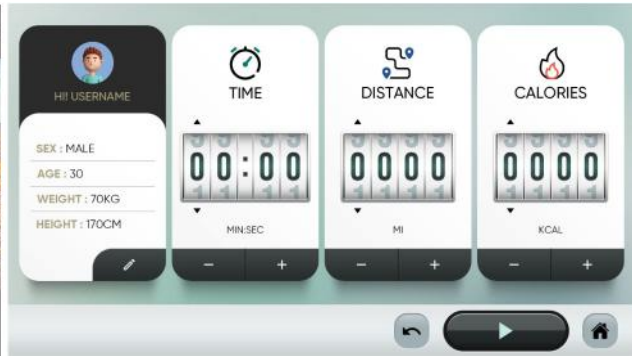 HI! USERNAME
SEX : MALE
AGE : 30
WEIGHT : 70KG
HEIGHT : 170CM
TIME
00:00
MIN:SEC
- +
DISTANCE
0000
MI
- +
CALORIES
0000
KCAL
- +